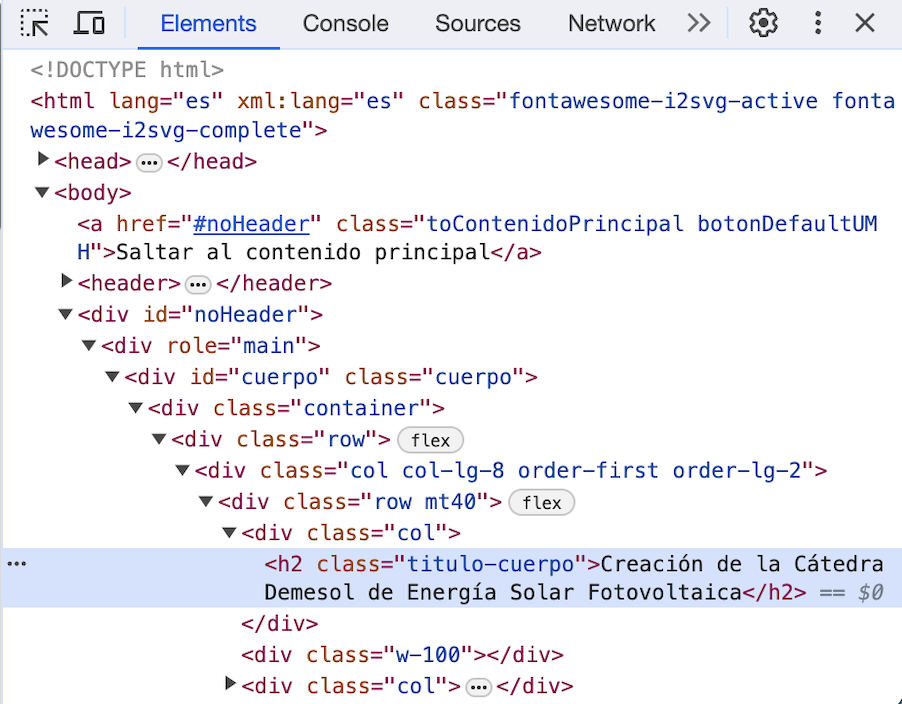 Elements Console Sources Network
<!DOCTYPE html>
<html lang="es" xml:lang="es" class="fontawesome-i2svg-active fonta
wesome-i2svg-complete">
<head> ••• </head>
<body>
<a href="#noHeader" class="toContenidoPrincipal botonDefaultUM
H">Saltar al contenido principal</a>
<header> ••• </header>
<div id="noHeader">
<div role="main">
<div id="cuerpo" class="cuerpo">
<div class="container">
<div class="row"> flex
<div class="col col-lg-8 order-first order-lg-2">
<div class="row mt40"> flex
<div class="col">
<h2 class="titulo-cuerpo">Creación de la Cátedra
Demesol de Energía Solar Fotovoltaica</h2> == $0
</div>
<div class="w-100"></div>
<div class="col"> ••• </div>